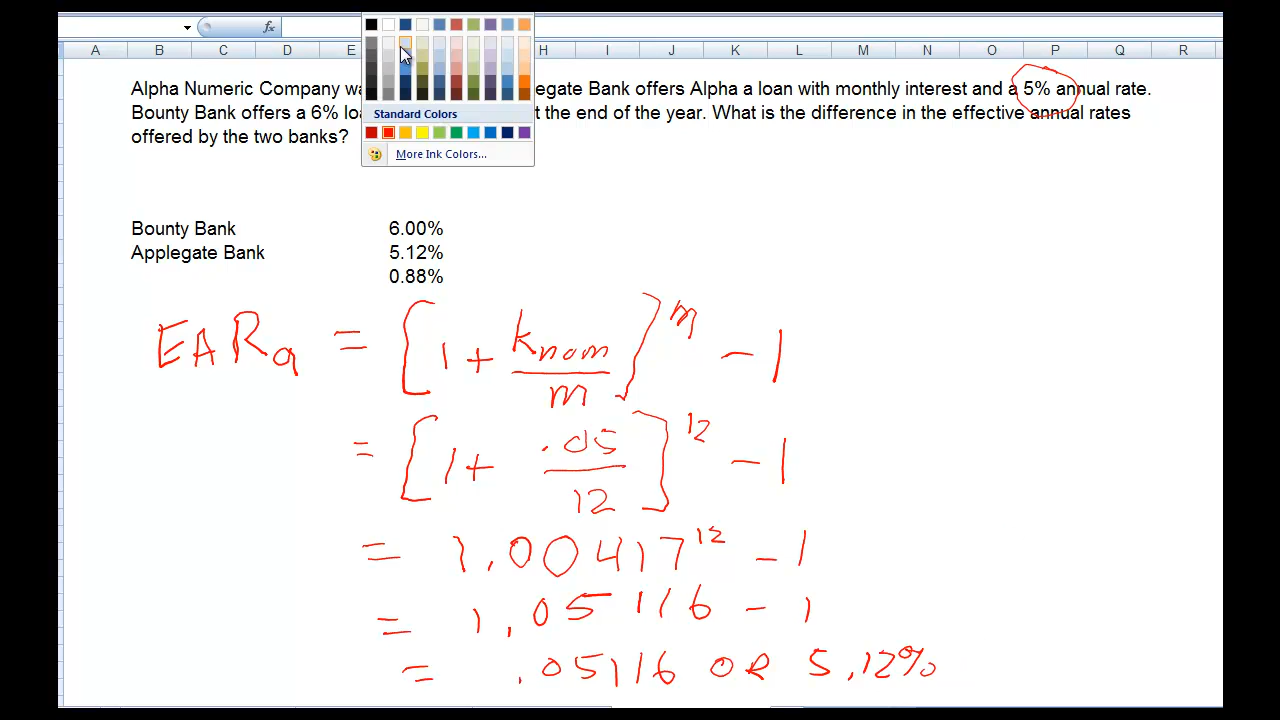 fx
A B C D E H I J K L M N O P Q R
Alpha Numeric Company wa egate Bank offers Alpha a loan with monthly interest and a 5% annual rate.
Bounty Bank offers a 6% loa t the end of the year. What is the difference in the effective annual rates
offered by the two banks?
Standard Colors
More Ink Colors...
Bounty Bank 6.00%
Applegate Bank 5.12%
0.88%
EARa = [1 + knom/m]^m - 1
= [1 + .05/12]^12 - 1
= 1.00417^12 - 1
= 1.05116 - 1
= .05116 OR 5.12%